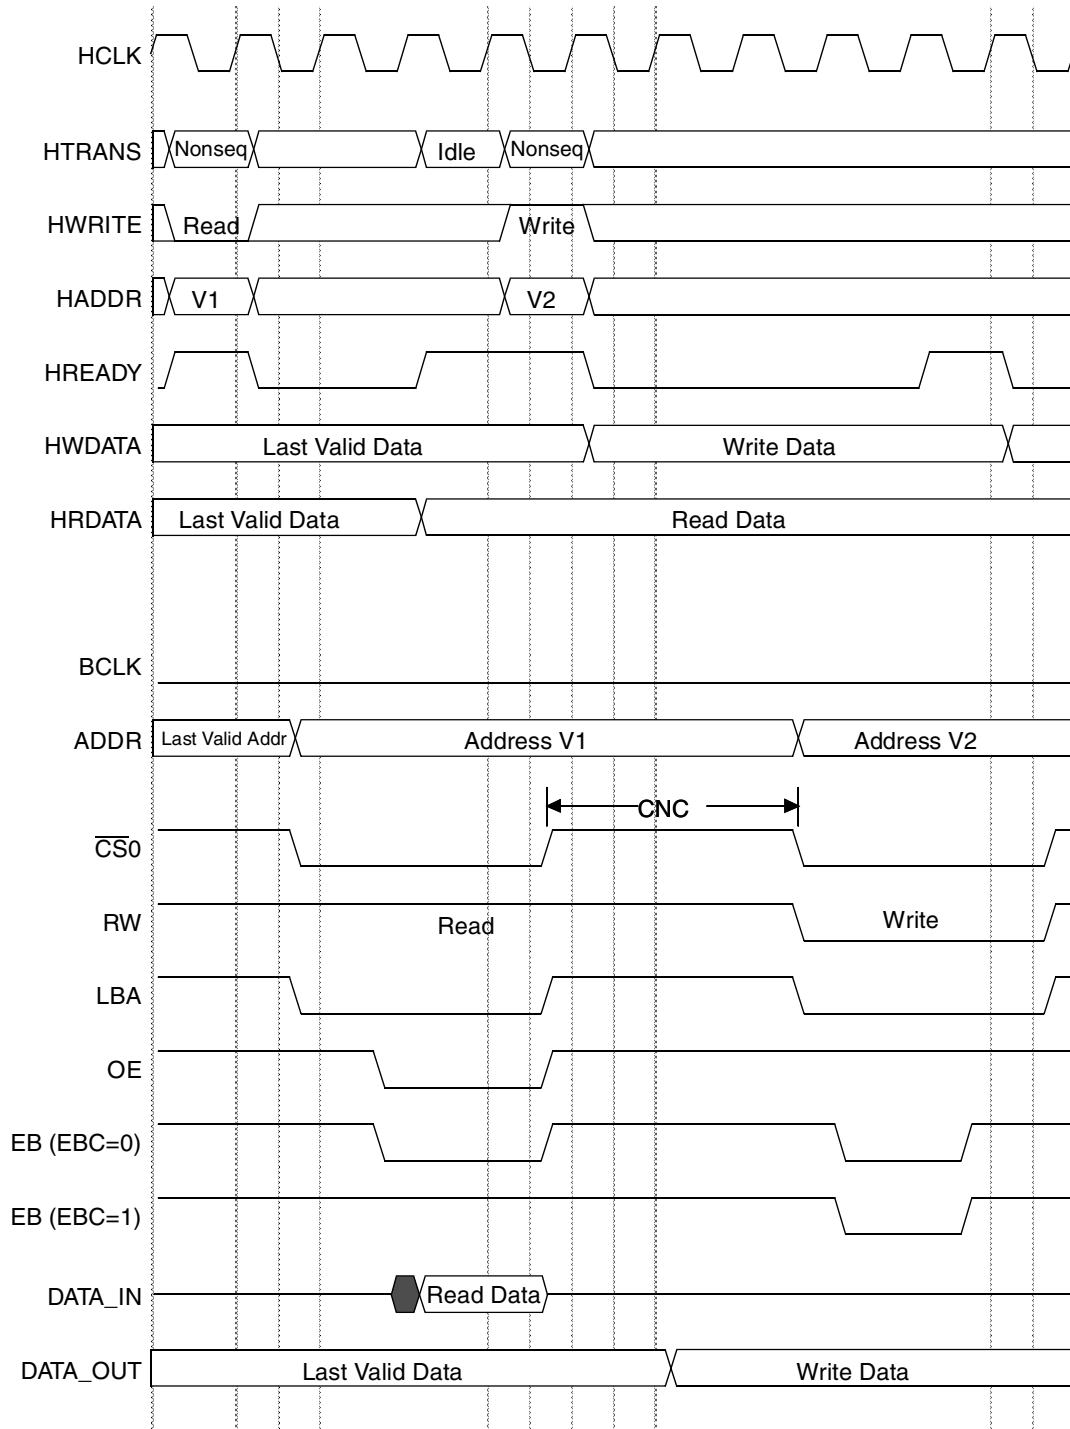 HCLK
HTRANS Nonseq Idle Nonseq
HWRITE Read Write
HADDR V1 V2
HREADY
HWDATA Last Valid Data Write Data
HRDATA Last Valid Data Read Data
BCLK
ADDR Last Valid Addr Address V1 Address V2
CNC
CS0
RW Read Write
LBA
OE
EB (EBC=0)
EB (EBC=1)
DATA_IN Read Data
DATA_OUT Last Valid Data Write Data